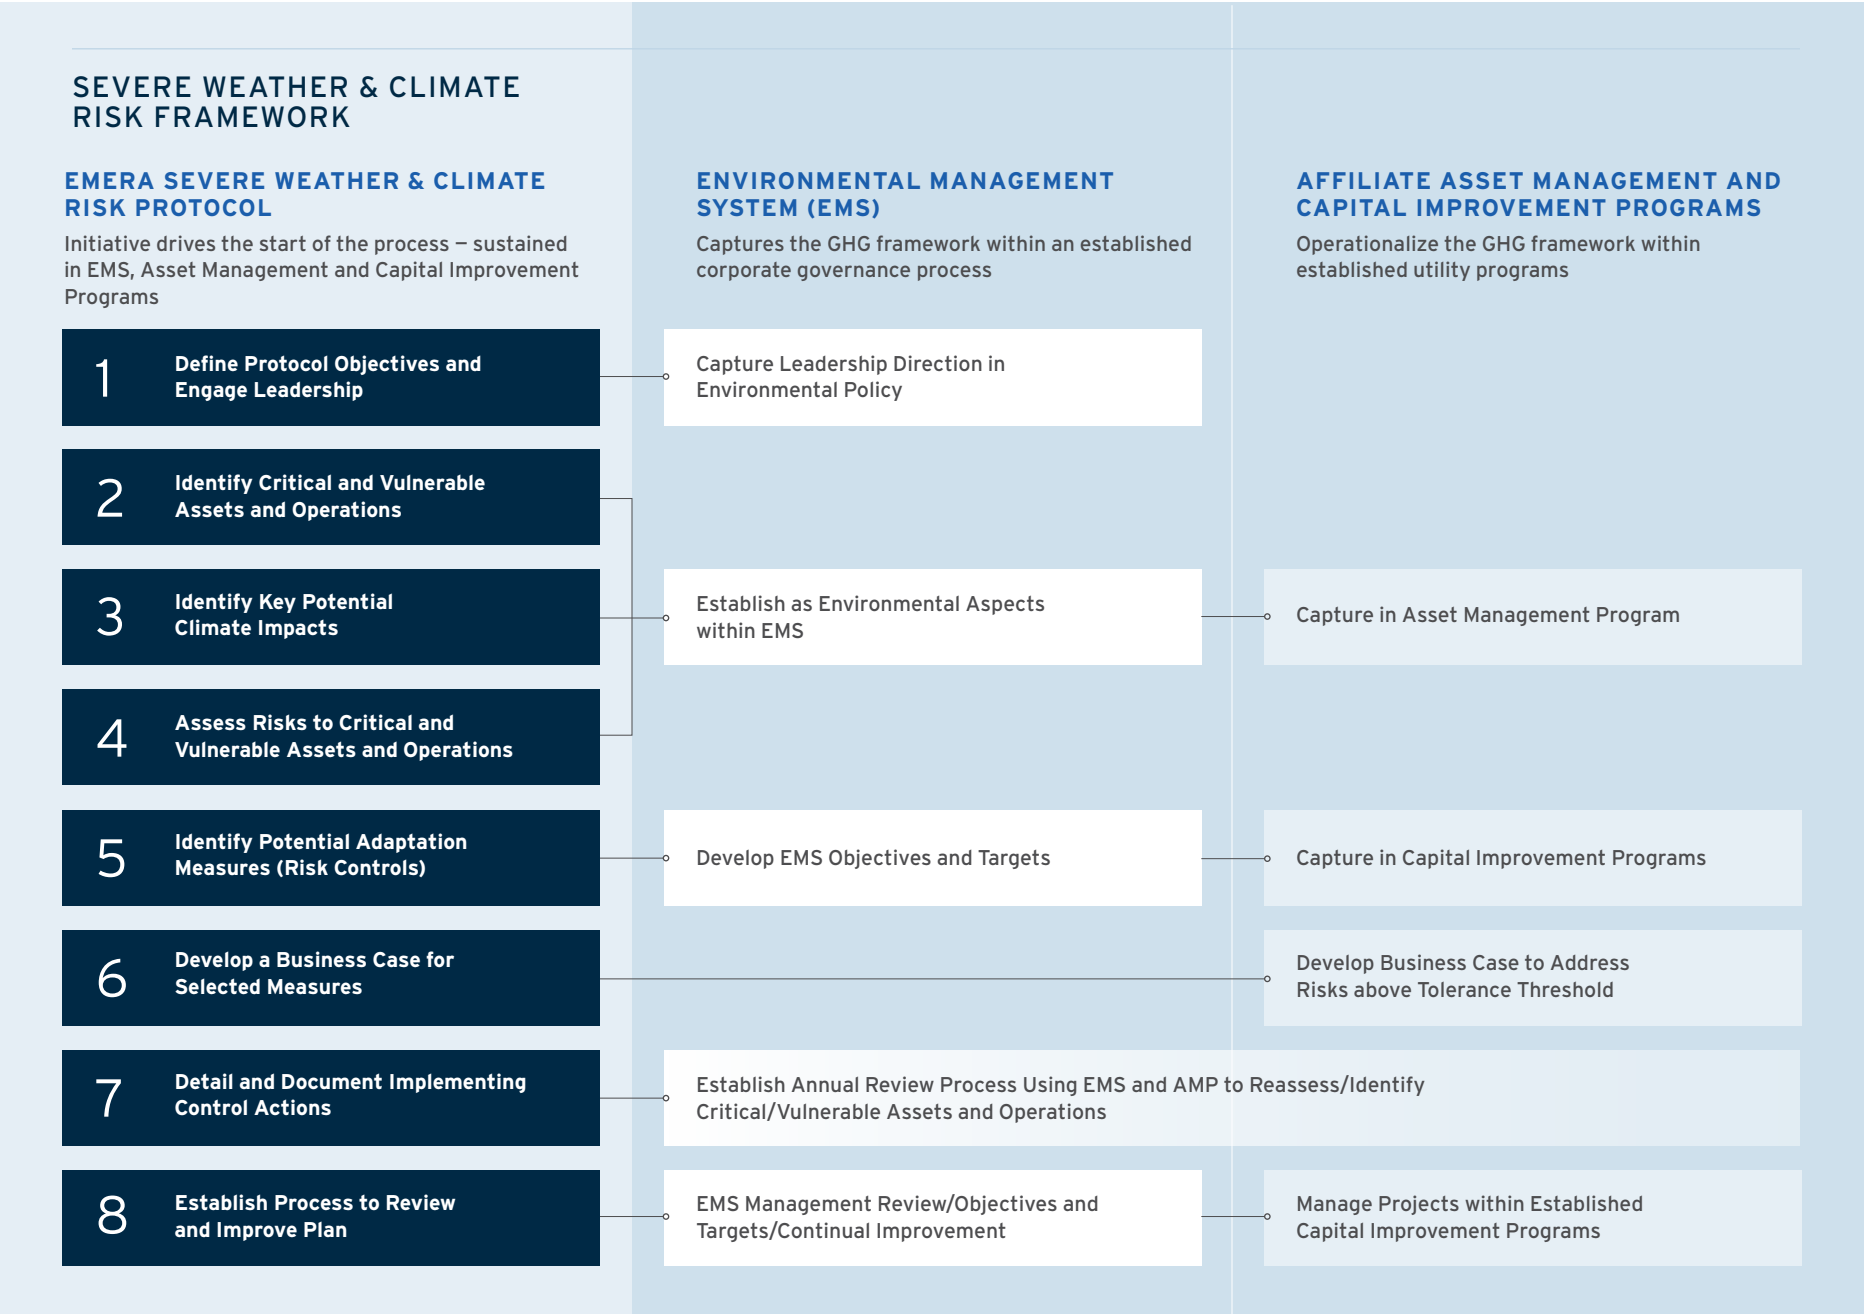 SEVERE WEATHER & CLIMATE
RISK FRAMEWORK
EMERA SEVERE WEATHER & CLIMATE
RISK PROTOCOL
Initiative drives the start of the process – sustained
in EMS, Asset Management and Capital Improvement
Programs
ENVIRONMENTAL MANAGEMENT
SYSTEM (EMS)
Captures the GHG framework within an established
corporate governance process
AFFILIATE ASSET MANAGEMENT AND
CAPITAL IMPROVEMENT PROGRAMS
Operationalize the GHG framework within
established utility programs
1
Define Protocol Objectives and
Engage Leadership
Capture Leadership Direction in
Environmental Policy
2
Identify Critical and Vulnerable
Assets and Operations
3
Identify Key Potential
Climate Impacts
Establish as Environmental Aspects
within EMS
Capture in Asset Management Program
4
Assess Risks to Critical and
Vulnerable Assets and Operations
5
Identify Potential Adaptation
Measures (Risk Controls)
Develop EMS Objectives and Targets
Capture in Capital Improvement Programs
6
Develop a Business Case for
Selected Measures
Develop Business Case to Address
Risks above Tolerance Threshold
7
Detail and Document Implementing
Control Actions
Establish Annual Review Process Using EMS and AMP to Reassess/Identify
Critical/Vulnerable Assets and Operations
8
Establish Process to Review
and Improve Plan
EMS Management Review/Objectives and
Targets/Continual Improvement
Manage Projects within Established
Capital Improvement Programs